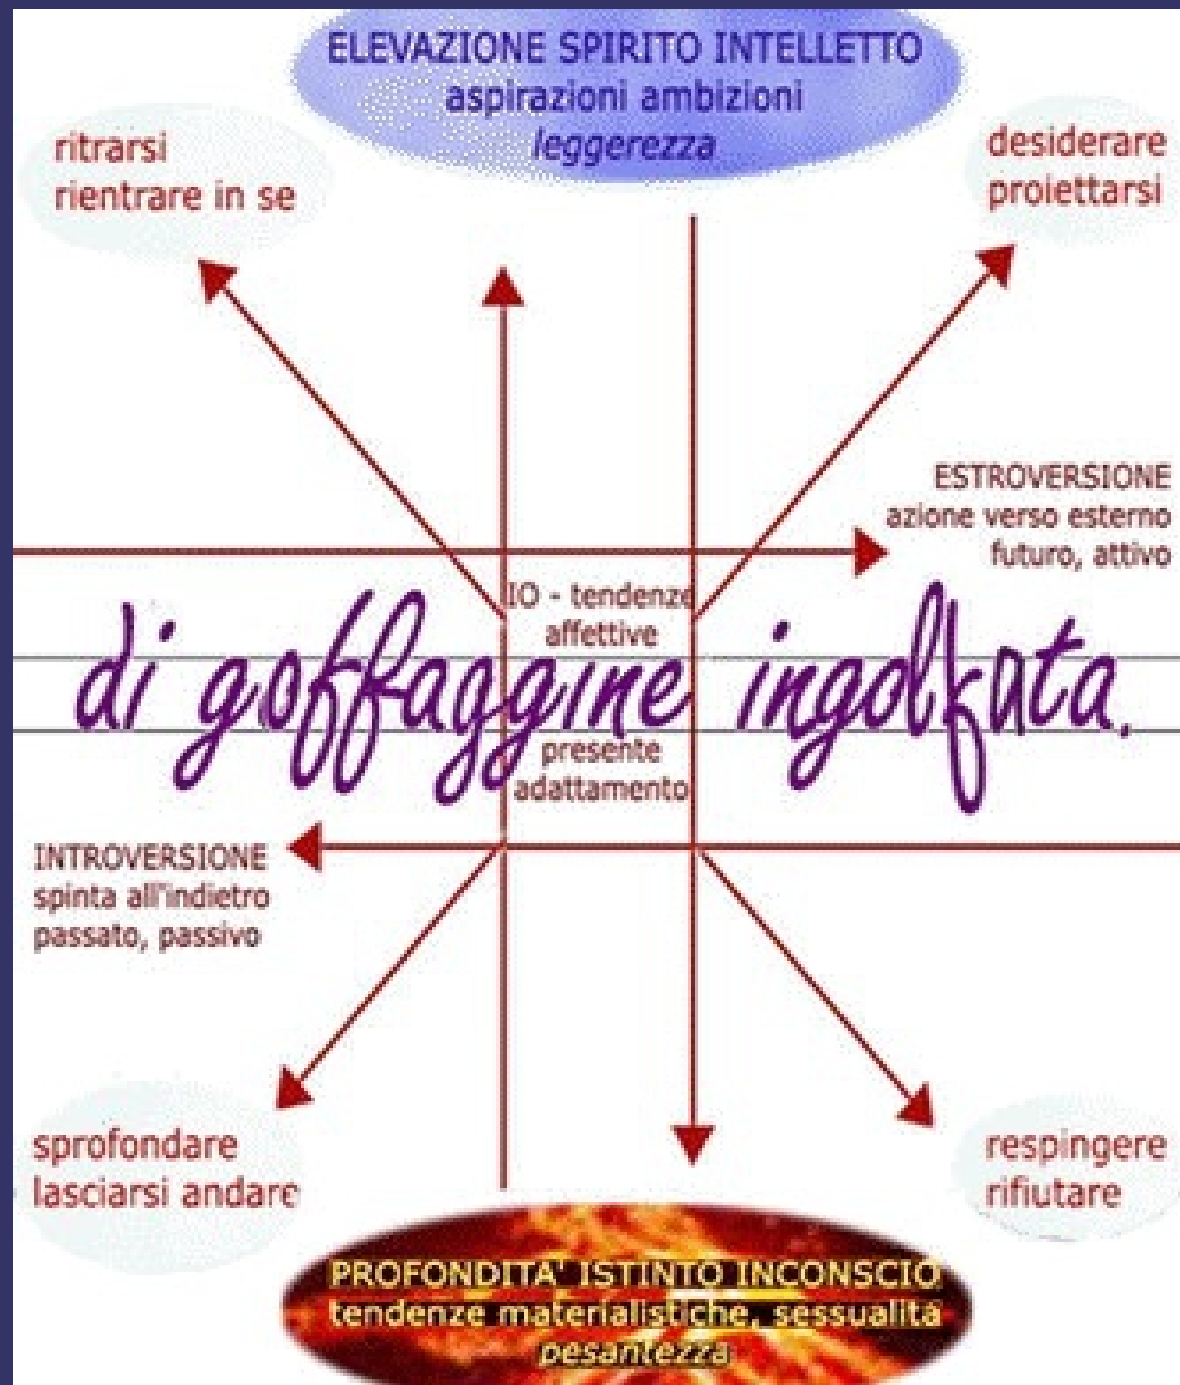 ELEVAZIONE SPIRITO INTELLETTO
aspirazioni ambizioni
leggerezza
ritrarsi
rientrare in se
desiderare
proiettarsi
ESTROVERSIONE
azione verso esterno
futuro, attivo
IO - tendenze
affettive
di goffaggine ingolfata.
presente
adattamento
INTROVERSIONE
spinta all'indietro
passato, passivo
sprofondare
lasciarsi andare
respingere
rifiutare
PROFONDITA' ISTINTO INCONSCIO
tendenze materialistiche, sessualita
pesantezza